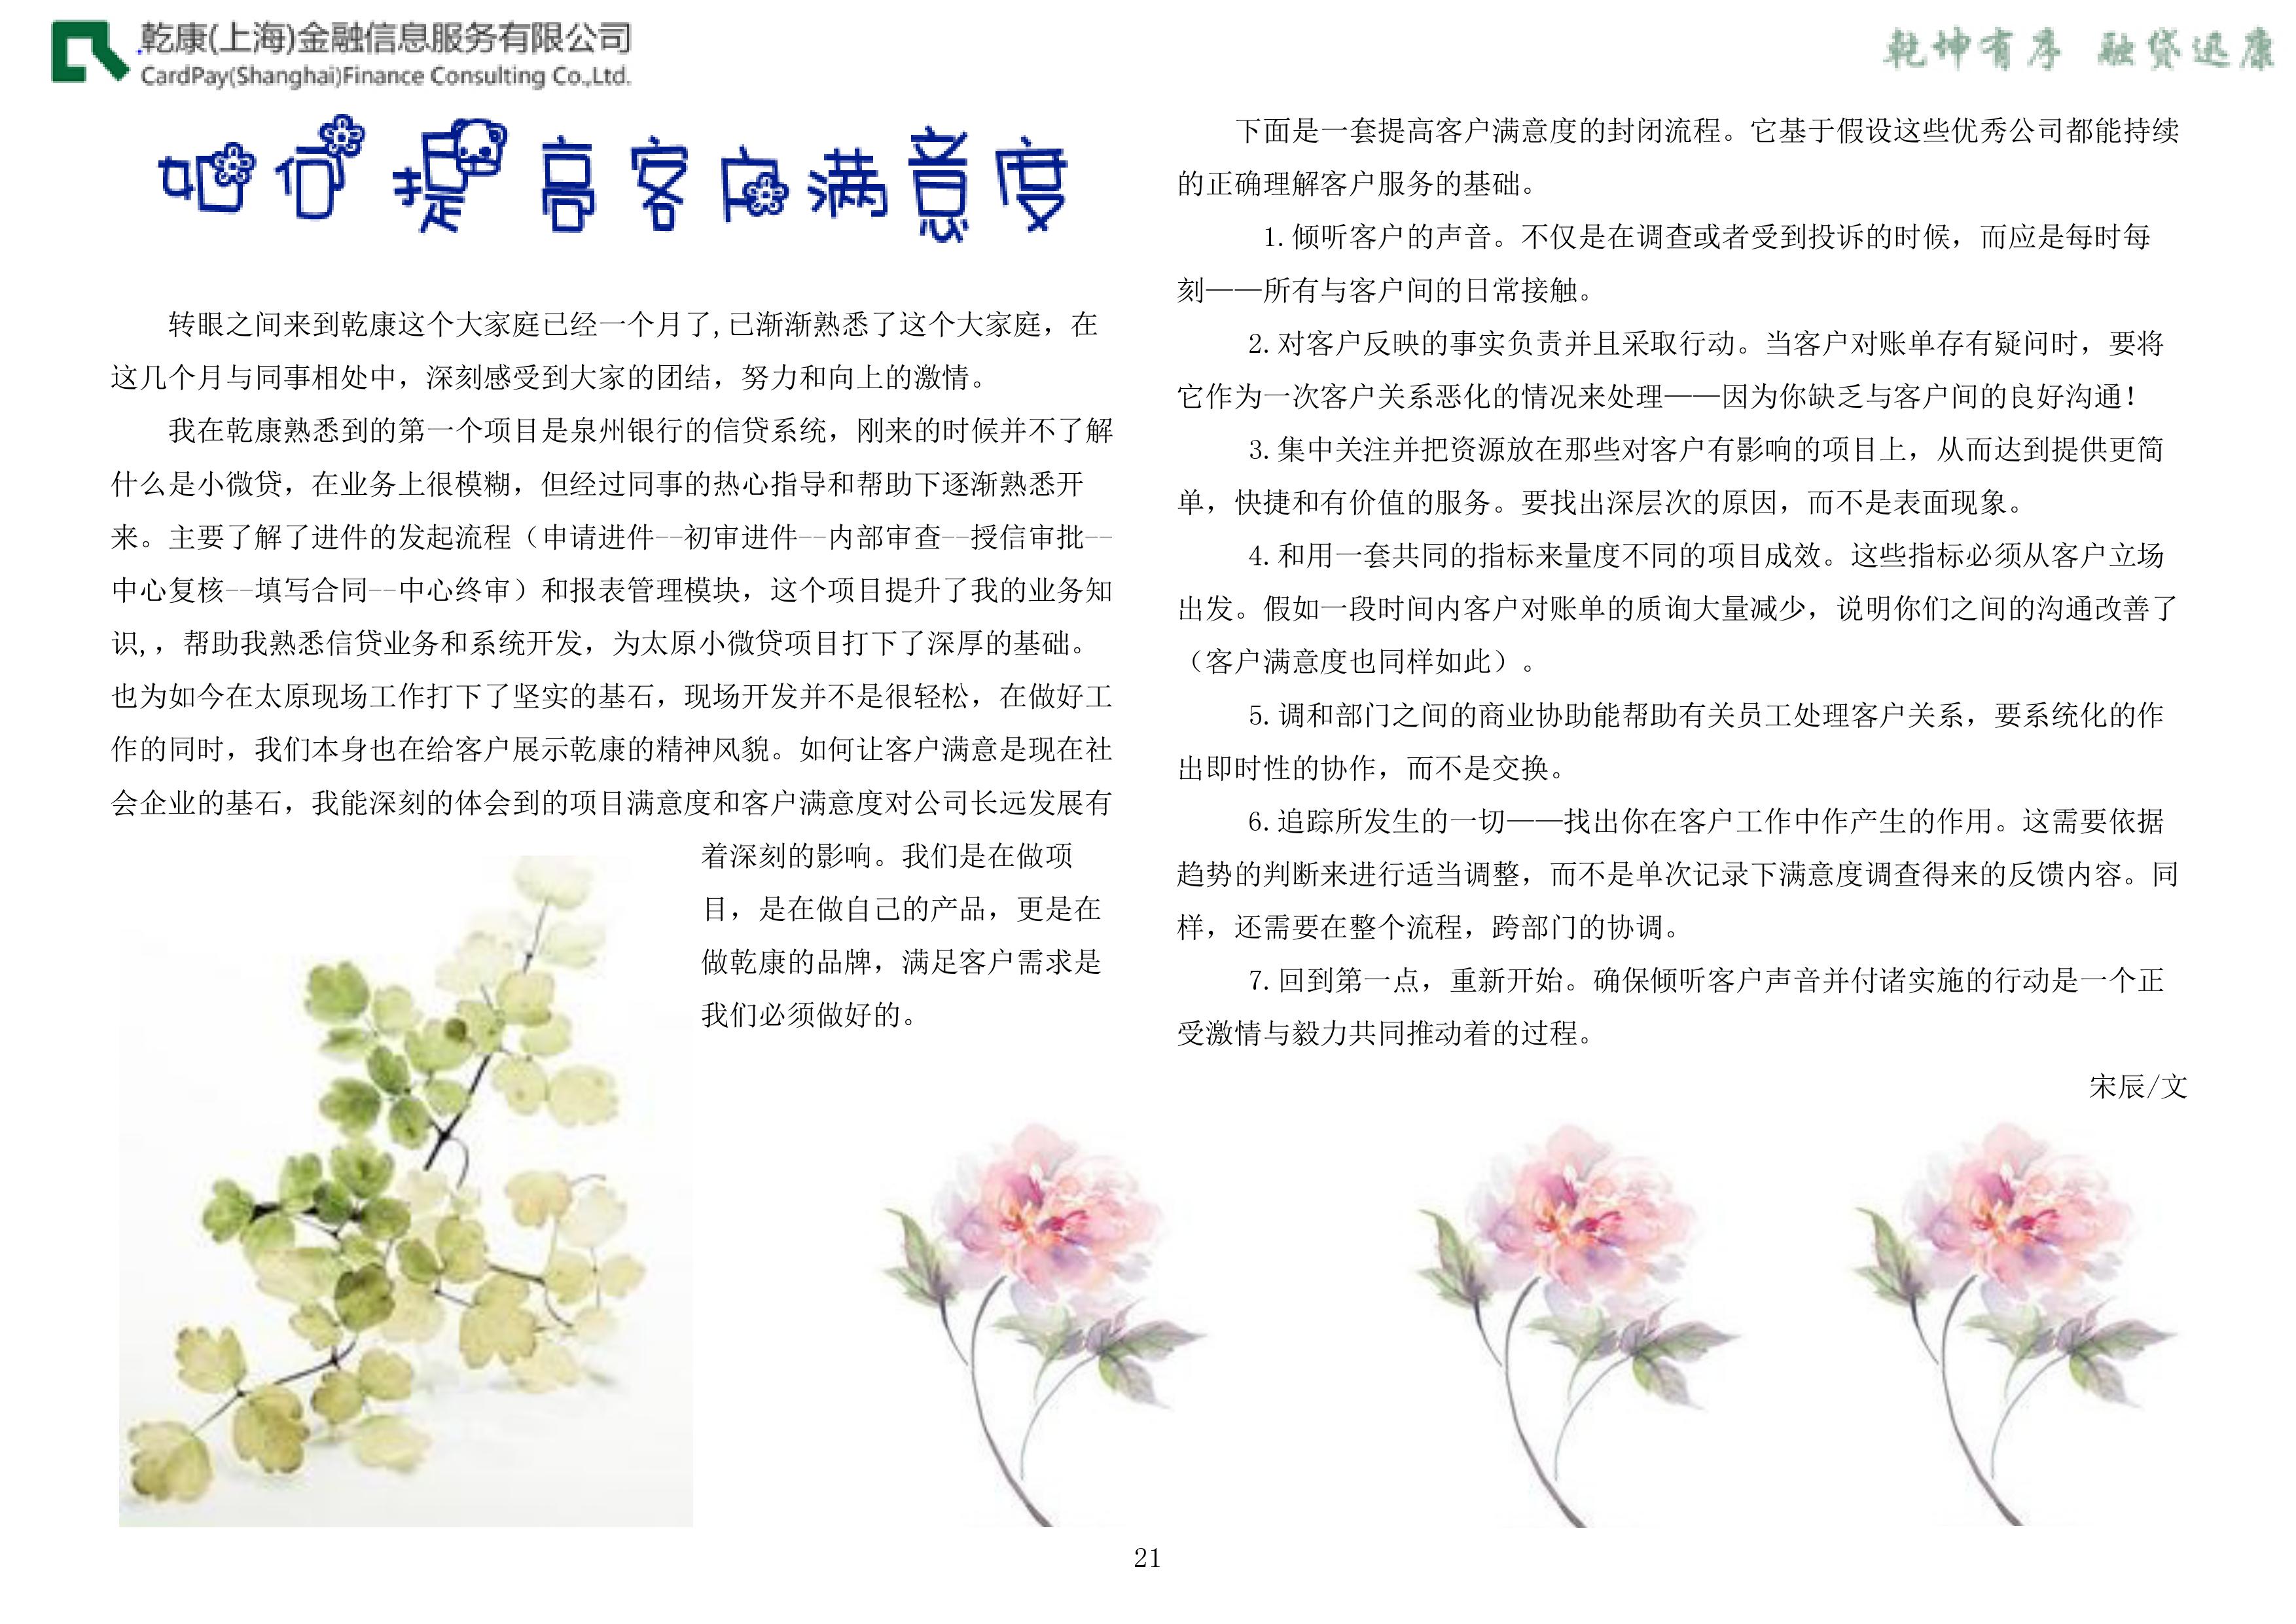 乾康(上海)金融信息服务有限公司
CardPay(Shanghai)Finance Consulting Co.,Ltd.
乾坤有序 融贷迅康
如何提高客户满意度
转眼之间来到乾康这个大家庭已经一个月了,已渐渐熟悉了这个大家庭，在
这几个月与同事相处中，深刻感受到大家的团结，努力和向上的激情。
我在乾康熟悉到的第一个项目是泉州银行的信贷系统，刚来的时候并不了解
什么是小微贷，在业务上很模糊，但经过同事的热心指导和帮助下逐渐熟悉开
来。主要了解了进件的发起流程（申请进件--初审进件--内部审查--授信审批--
中心复核--填写合同--中心终审）和报表管理模块，这个项目提升了我的业务知
识,，帮助我熟悉信贷业务和系统开发，为太原小微贷项目打下了深厚的基础。
也为如今在太原现场工作打下了坚实的基石，现场开发并不是很轻松，在做好工
作的同时，我们本身也在给客户展示乾康的精神风貌。如何让客户满意是现在社
会企业的基石，我能深刻的体会到的项目满意度和客户满意度对公司长远发展有
着深刻的影响。我们是在做项
目，是在做自己的产品，更是在
做乾康的品牌，满足客户需求是
我们必须做好的。
下面是一套提高客户满意度的封闭流程。它基于假设这些优秀公司都能持续
的正确理解客户服务的基础。
1.倾听客户的声音。不仅是在调查或者受到投诉的时候，而应是每时每
刻——所有与客户间的日常接触。
2.对客户反映的事实负责并且采取行动。当客户对账单存有疑问时，要将
它作为一次客户关系恶化的情况来处理——因为你缺乏与客户间的良好沟通！
3.集中关注并把资源放在那些对客户有影响的项目上，从而达到提供更简
单，快捷和有价值的服务。要找出深层次的原因，而不是表面现象。
4.和用一套共同的指标来量度不同的项目成效。这些指标必须从客户立场
出发。假如一段时间内客户对账单的质询大量减少，说明你们之间的沟通改善了
（客户满意度也同样如此）。
5.调和部门之间的商业协助能帮助有关员工处理客户关系，要系统化的作
出即时性的协作，而不是交换。
6.追踪所发生的一切——找出你在客户工作中作产生的作用。这需要依据
趋势的判断来进行适当调整，而不是单次记录下满意度调查得来的反馈内容。同
样，还需要在整个流程，跨部门的协调。
7.回到第一点，重新开始。确保倾听客户声音并付诸实施的行动是一个正
受激情与毅力共同推动着的过程。
宋辰/文
21